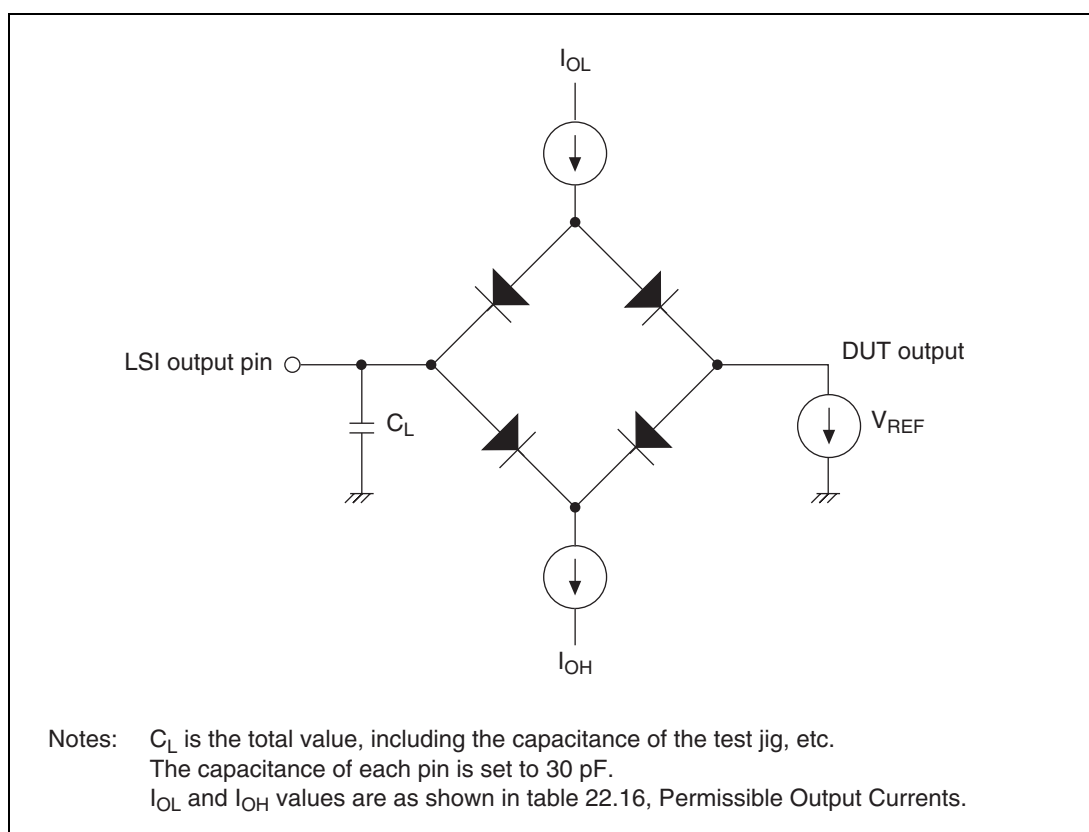 I_OL
LSI output pin
C_L
DUT output
V_REF
I_OH
Notes: C_L is the total value, including the capacitance of the test jig, etc.
The capacitance of each pin is set to 30 pF.
I_OL and I_OH values are as shown in table 22.16, Permissible Output Currents.